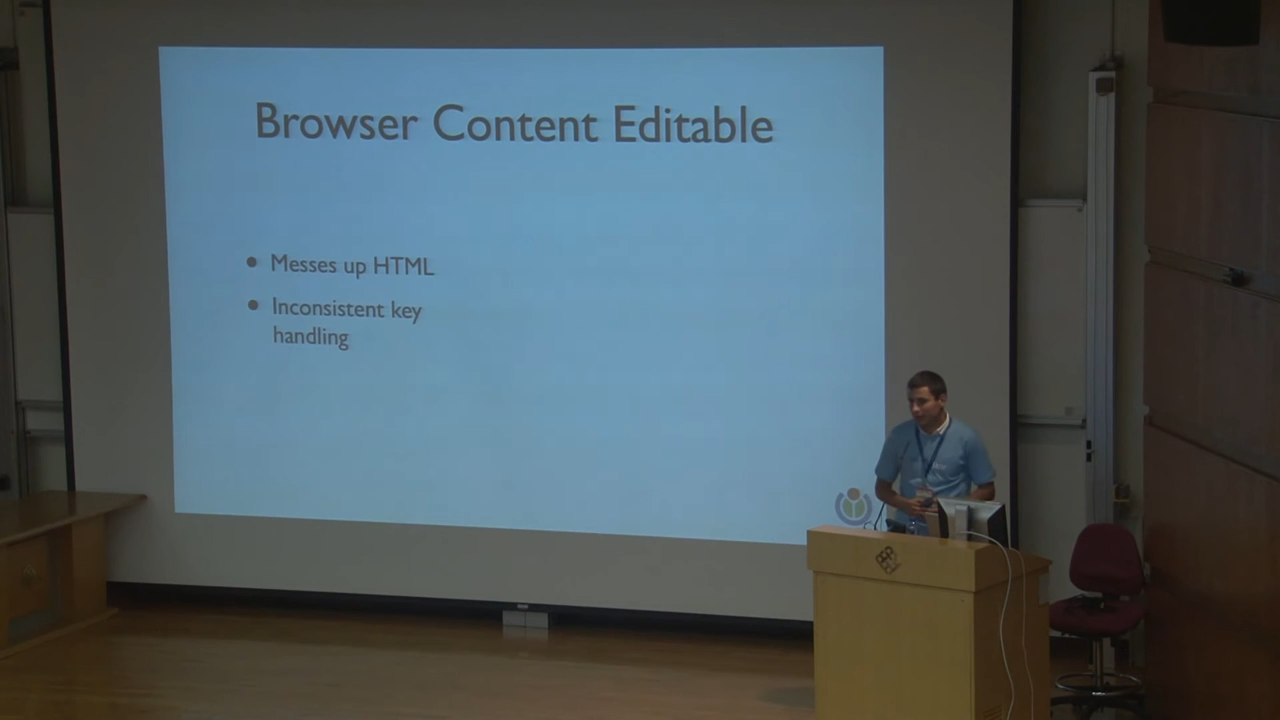 Browser Content Editable
• Messes up HTML
• Inconsistent key
handling